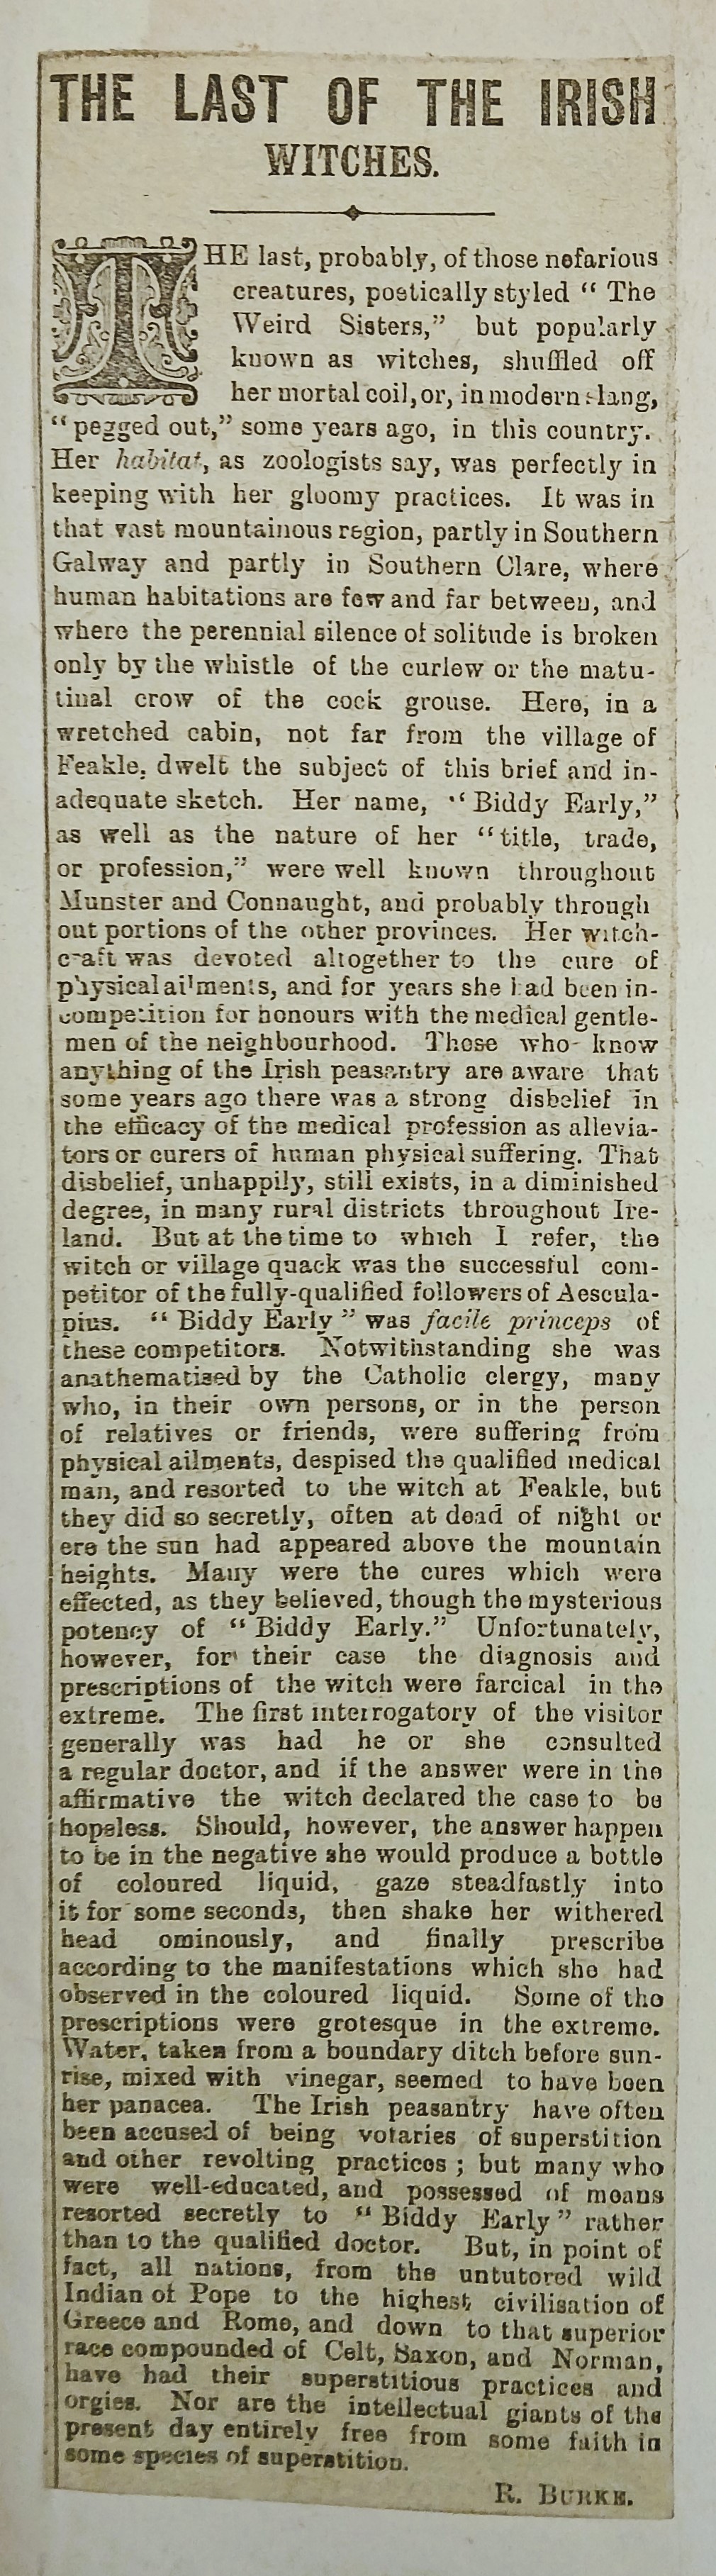 THE LAST OF THE IRISH
WITCHES.
THE last, probably, of those nefarious
creatures, poetically styled “ The
Weird Sisters,” but popularly
known as witches, shuffled off
her mortal coil, or, in modern slang,
“ pegged out,” some years ago, in this country.
Her habitat, as zoologists say, was perfectly in
keeping with her gloomy practices. It was in
that vast mountainous region, partly in Southern
Galway and partly in Southern Clare, where
human habitations are few and far between, and
where the perennial silence of solitude is broken
only by the whistle of the curlew or the matu-
tinal crow of the cock grouse. Here, in a
wretched cabin, not far from the village of
Feakle, dwelt the subject of this brief and in-
adequate sketch. Her name, “ Biddy Early,”
as well as the nature of her “title, trade,
or profession,” were well known throughout
Munster and Connaught, and probably through
out portions of the other provinces. Her witch-
craft was devoted altogether to the cure of
physical ailments, and for years she had been in-
competition for honours with the medical gentle-
men of the neighbourhood. Those who know
anything of the Irish peasantry are aware that
some years ago there was a strong disbelief in
the efficacy of the medical profession as allevia-
tors or curers of human physical suffering. That
disbelief, unhappily, still exists, in a diminished
degree, in many rural districts throughout Ire-
land. But at the time to which I refer, the
witch or village quack was the successful com-
petitor of the fully-qualified followers of Aescula-
pius. “ Biddy Early ” was facile princeps of
these competitors. Notwithstanding she was
anathematised by the Catholic clergy, many
who, in their own persons, or in the person
of relatives or friends, were suffering from
physical ailments, despised the qualified medical
man, and resorted to the witch at Feakle, but
they did so secretly, often at dead of night or
ere the sun had appeared above the mountain
heights. Many were the cures which were
effected, as they believed, though the mysterious
potency of “ Biddy Early.” Unfortunately,
however, for their case the diagnosis and
prescriptions of the witch were farcical in the
extreme. The first interrogatory of the visitor
generally was had he or she consulted
a regular doctor, and if the answer were in the
affirmative the witch declared the case to be
hopeless. Should, however, the answer happen
to be in the negative she would produce a bottle
of coloured liquid, gaze steadfastly into
it for some seconds, then shake her withered
head ominously, and finally prescribe
according to the manifestations which she had
observed in the coloured liquid. Some of the
prescriptions were grotesque in the extreme.
Water, taken from a boundary ditch before sun-
rise, mixed with vinegar, seemed to have been
her panacea. The Irish peasantry have often
been accused of being votaries of superstition
and other revolting practices ; but many who
were well-educated, and possessed of means
resorted secretly to “ Biddy Early ” rather
than to the qualified doctor. But, in point of
fact, all nations, from the untutored wild
Indian of Pope to the highest civilisation of
Greece and Rome, and down to that superior
race compounded of Celt, Saxon, and Norman,
have had their superstitious practices and
orgies. Nor are the intellectual giants of the
present day entirely free from some faith in
some species of superstition.
R. BURKE.